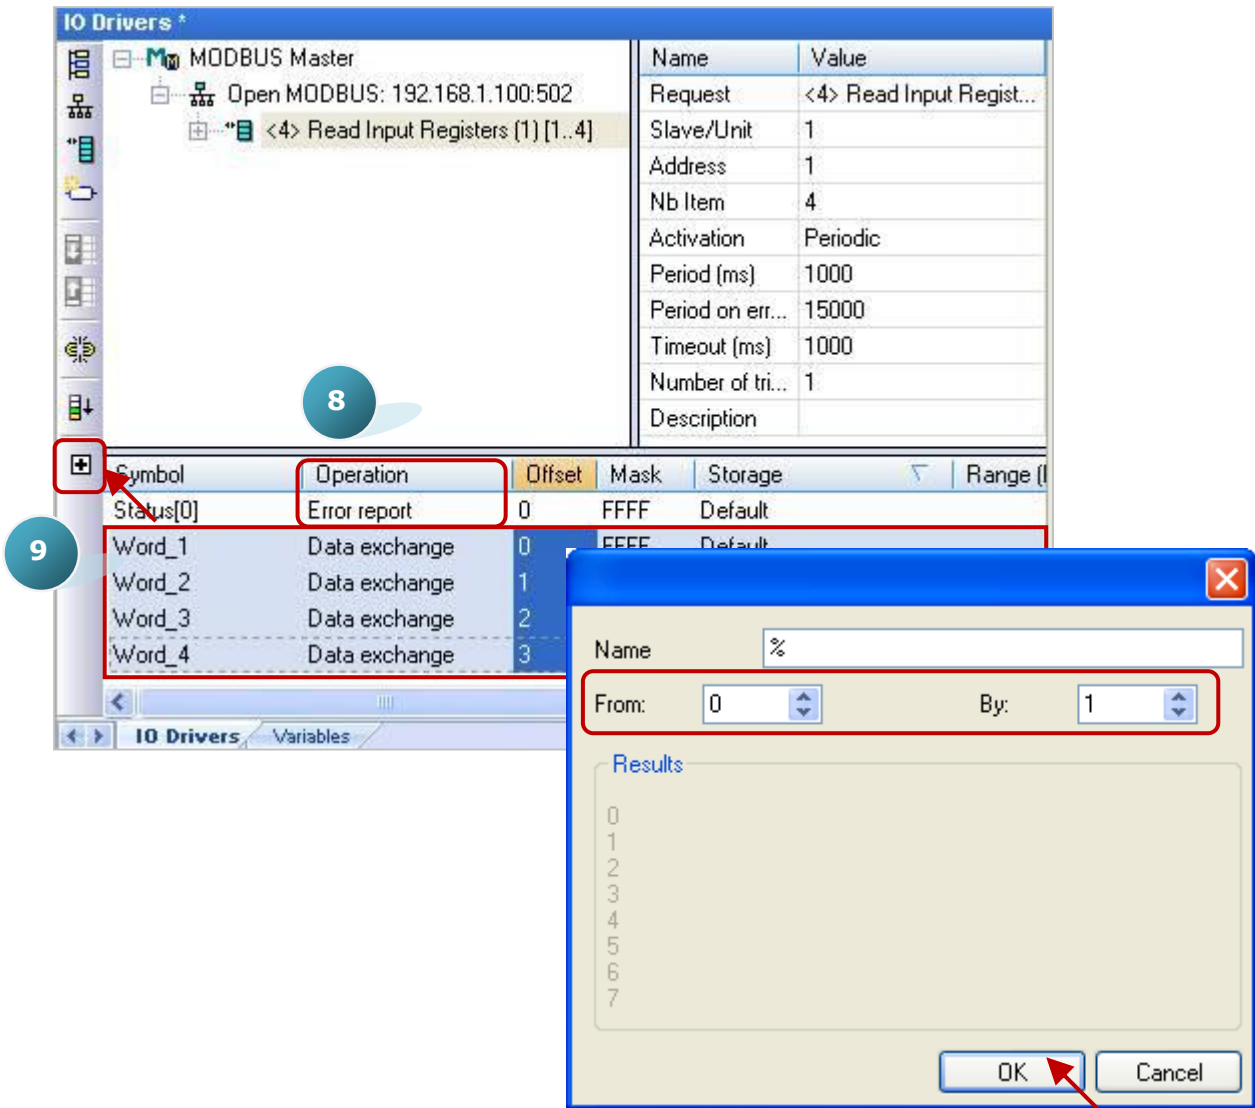 IO Drivers *
MODBUS Master
Open MODBUS: 192.168.1.100:502
<4> Read Input Registers (1) [1..4]
Name Value
Request <4> Read Input Regist...
Slave/Unit 1
Address 1
Nb Item 4
Activation Periodic
Period (ms) 1000
Period on err... 15000
Timeout (ms) 1000
Number of tri... 1
Description
8
Symbol Operation Offset Mask Storage Range (
Status[0] Error report 0 FFFF Default
9
Word_1 Data exchange 0 FFFF Default
Word_2 Data exchange 1
Word_3 Data exchange 2
Word_4 Data exchange 3
IO Drivers Variables
Name %
From: 0 By: 1
Results
0
1
2
3
4
5
6
7
OK Cancel